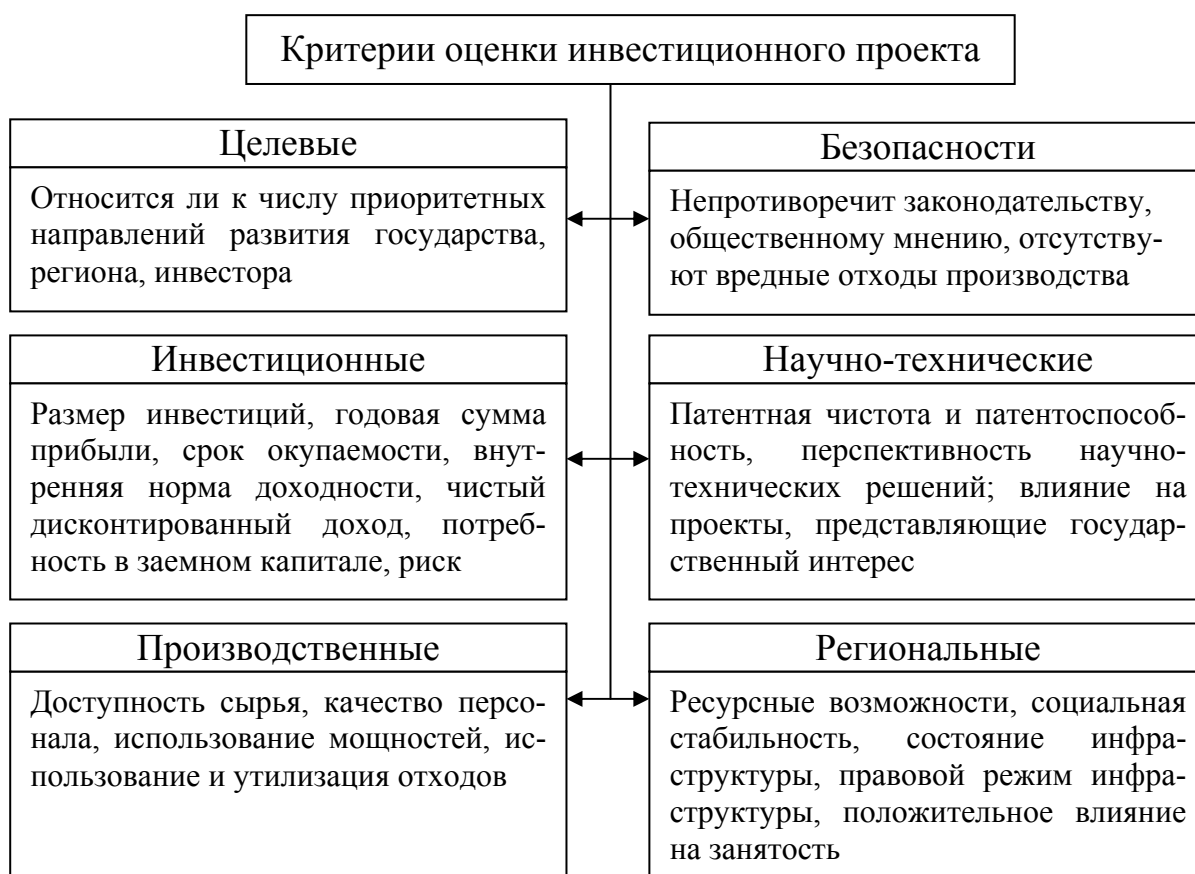 Критерии оценки инвестиционного проекта
Целевые
Относится ли к числу приоритетных
направлений развития государства,
региона, инвестора
Безопасности
Непротиворечит законодательству,
общественному мнению, отсутству-
ют вредные отходы производства
Инвестиционные
Размер инвестиций, годовая сумма
прибыли, срок окупаемости, внут-
ренняя норма доходности, чистый
дисконтированный доход, потреб-
ность в заемном капитале, риск
Научно-технические
Патентная чистота и патентоспособ-
ность, перспективность научно-
технических решений; влияние на
проекты, представляющие государ-
ственный интерес
Производственные
Доступность сырья, качество персо-
нала, использование мощностей, ис-
пользование и утилизация отходов
Региональные
Ресурсные возможности, социальная
стабильность, состояние инфра-
структуры, правовой режим инфра-
структуры, положительное влияние
на занятость